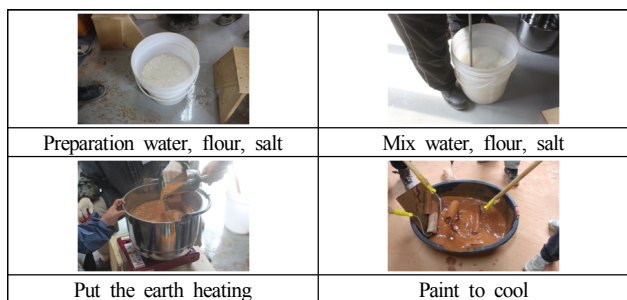 Preparation water, flour, salt
Mix water, flour, salt
Put the earth heating
Paint to cool